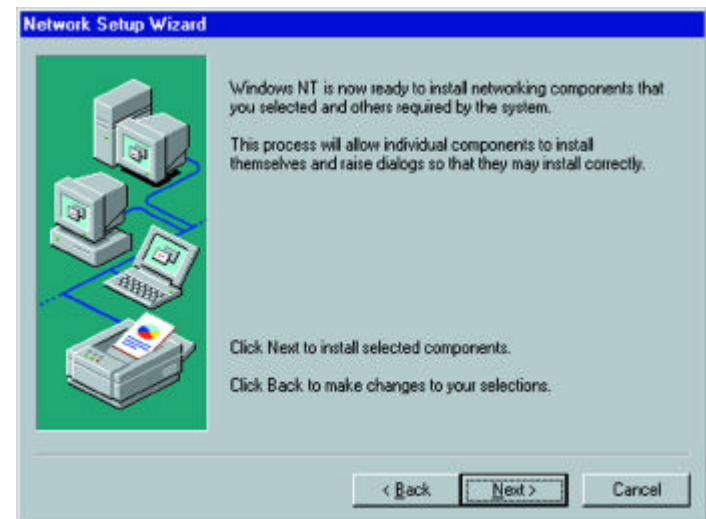 Network Setup Wizard
Windows NT is now ready to install networking components that
you selected and others required by the system.
This process will allow individual components to install
themselves and raise dialogs so that they may install correctly.
Click Next to install selected components.
Click Back to make changes to your selections.
< Back
Next >
Cancel